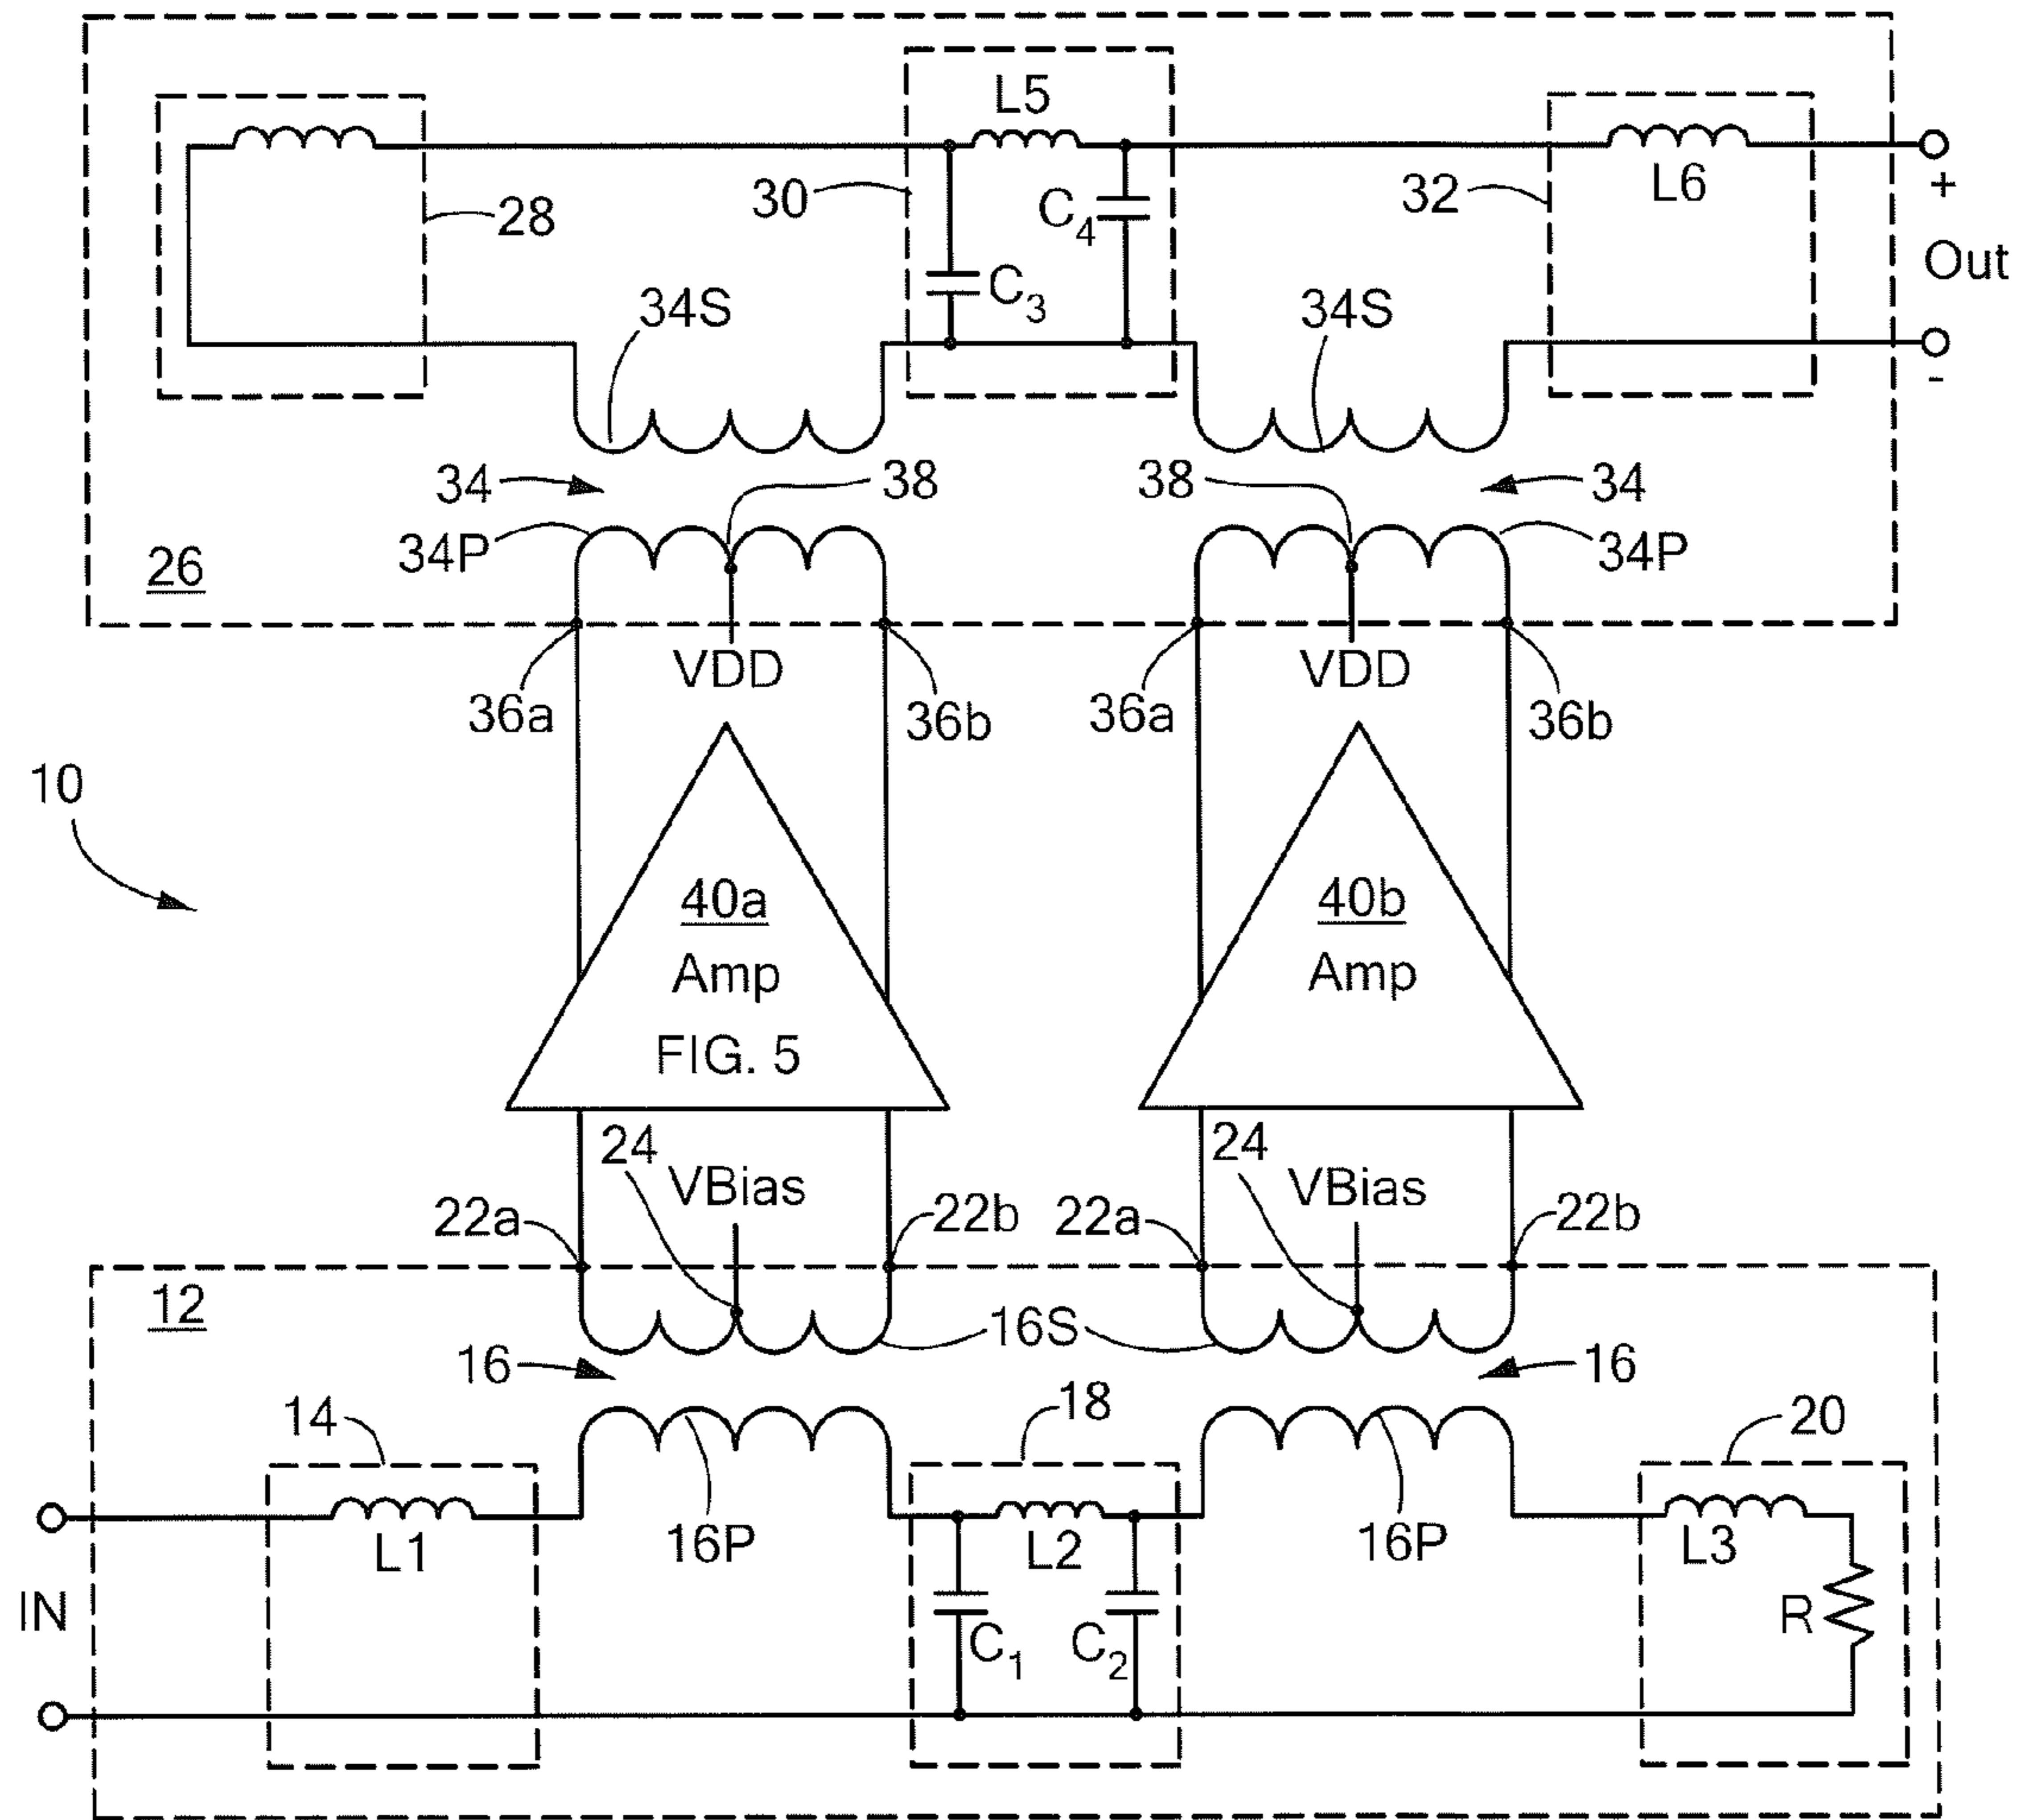 L5
L6
30
C4
32
+
28
C3
Out
34S
34S
-
34
38
38
34
34P
34P
26
VDD
VDD
36a
36b
36a
36b
10
40a
Amp
FIG. 5
40b
Amp
24
VBias
24
VBias
22a
22b
22a
22b
12
16S
16
16
14
18
20
L1
16P
L2
16P
L3
IN
C1
C2
R